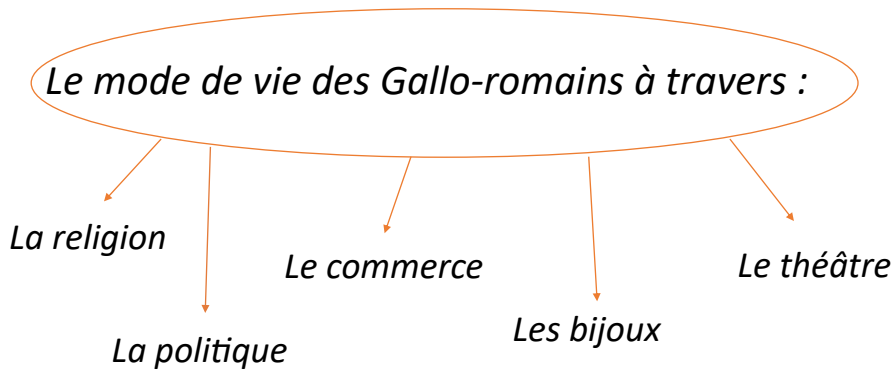 Le mode de vie des Gallo-romains à travers :
La religion
Le commerce
Le théâtre
La politique
Les bijoux